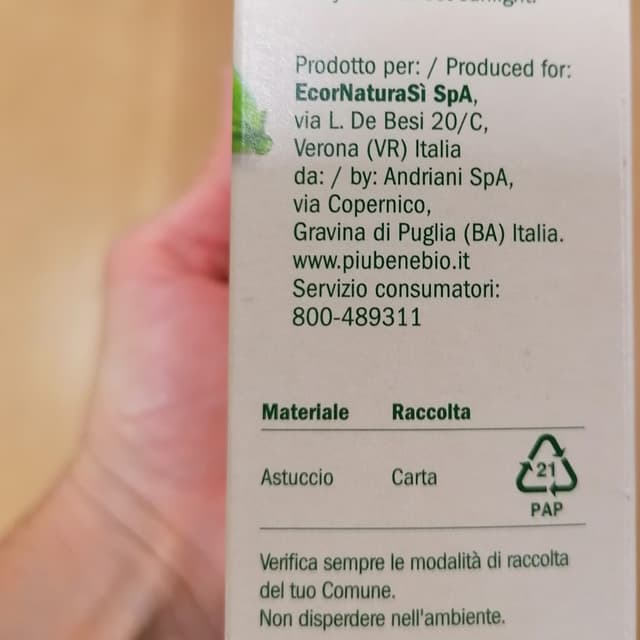 Prodotto per: / Produced for:
EcorNaturaSì SpA,
via L. De Besi 20/C,
Verona (VR) Italia
da: / by: Andriani SpA,
via Copernico,
Gravina di Puglia (BA) Italia.
www.piubenebio.it
Servizio consumatori:
800-489311
Materiale Raccolta
Astuccio Carta
21
PAP
Verifica sempre le modalità di raccolta
del tuo Comune.
Non disperdere nell'ambiente.